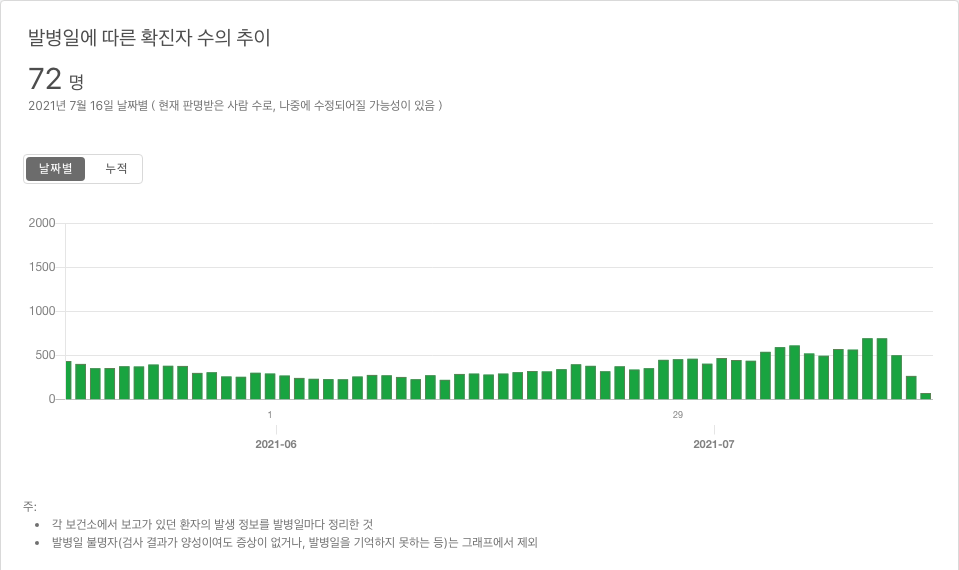 발병일에 따른 확진자 수의 추이
72 명
2021년 7월 16일 날짜별 ( 현재 판명받은 사람 수로, 나중에 수정되어질 가능성이 있음 )
날짜별 누적
2000
1500
1000
500
0
1 29
2021-06 2021-07
주:
• 각 보건소에서 보고가 있던 환자의 발생 정보를 발병일마다 정리한 것
• 발병일 불명자(검사 결과가 양성이여도 증상이 없거나, 발병일을 기억하지 못하는 등)는 그래프에서 제외